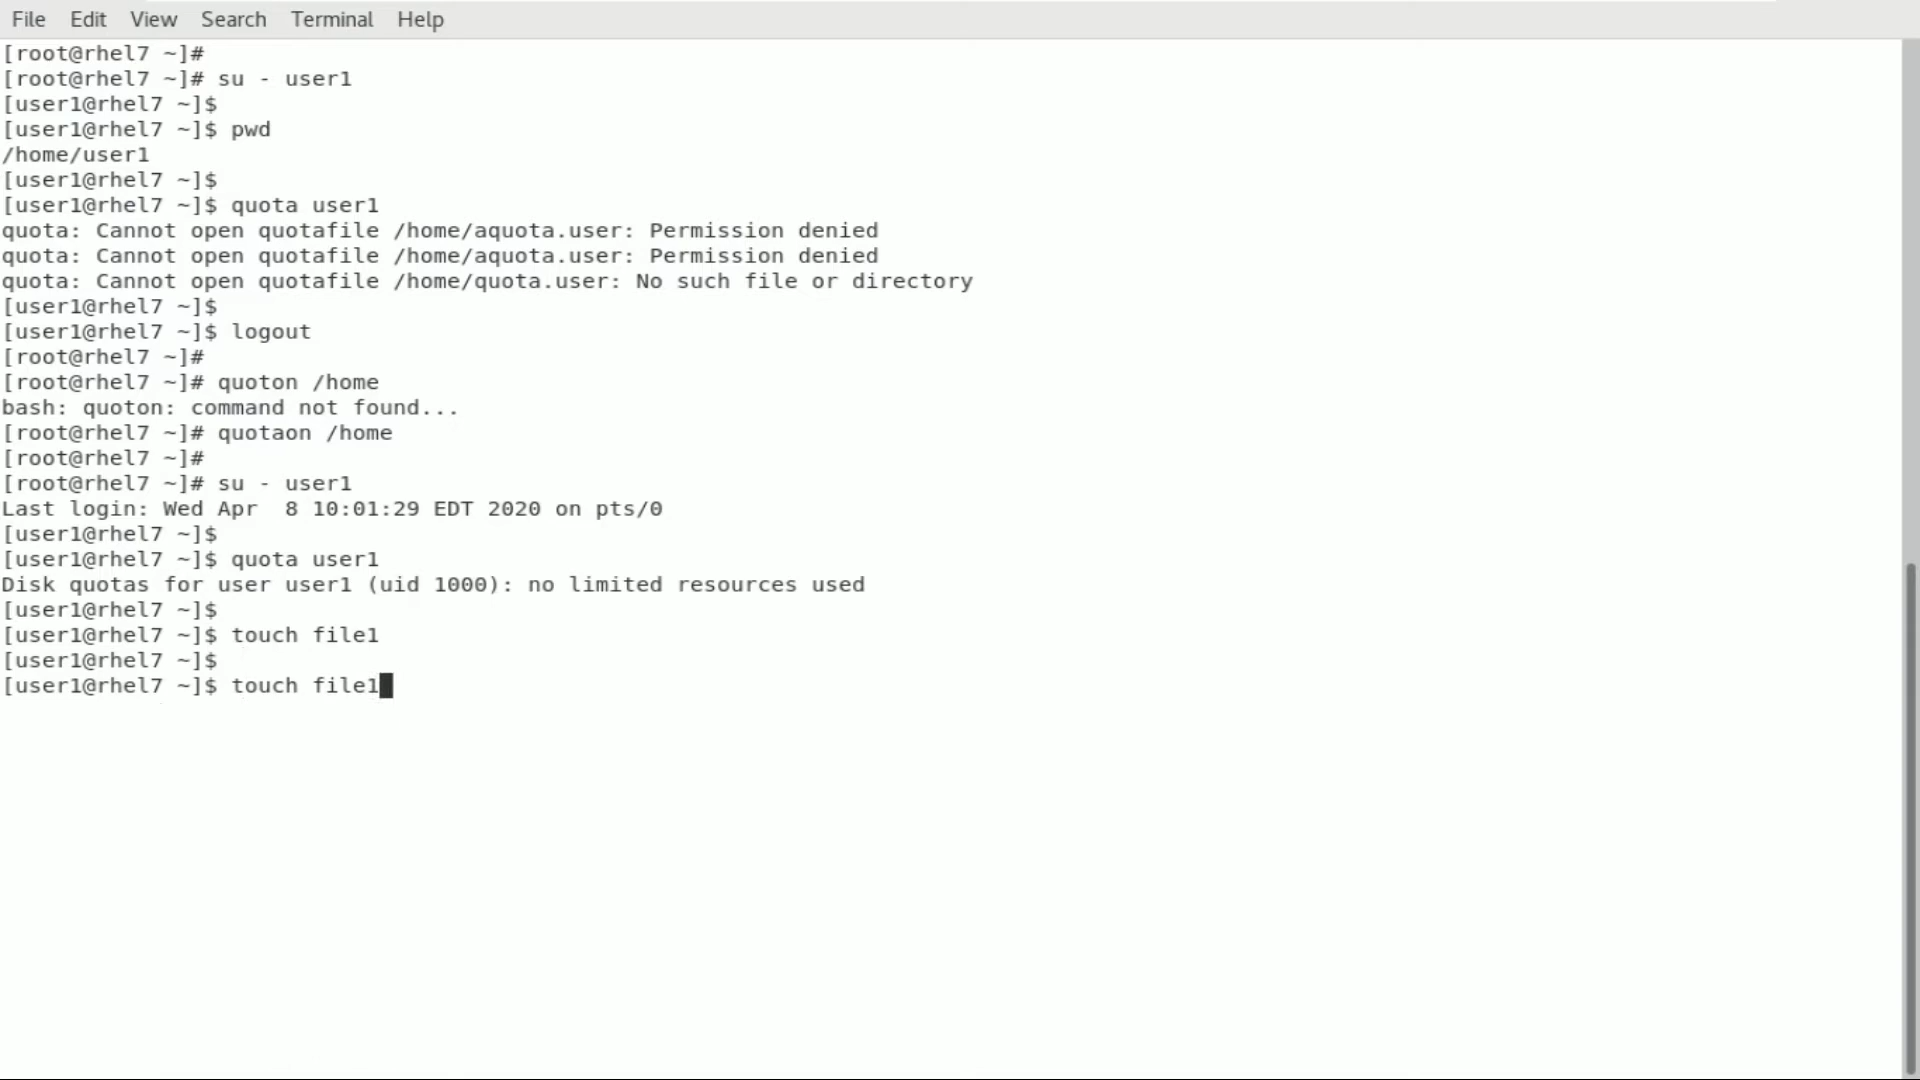 File Edit View Search Terminal Help
[root@rhel7 ~]#
[root@rhel7 ~]# su - user1
[user1@rhel7 ~]$
[user1@rhel7 ~]$ pwd
/home/user1
[user1@rhel7 ~]$
[user1@rhel7 ~]$ quota user1
quota: Cannot open quotafile /home/aquota.user: Permission denied
quota: Cannot open quotafile /home/aquota.user: Permission denied
quota: Cannot open quotafile /home/quota.user: No such file or directory
[user1@rhel7 ~]$
[user1@rhel7 ~]$ logout
[root@rhel7 ~]#
[root@rhel7 ~]# quoton /home
bash: quoton: command not found...
[root@rhel7 ~]# quotaon /home
[root@rhel7 ~]#
[root@rhel7 ~]# su - user1
Last login: Wed Apr  8 10:01:29 EDT 2020 on pts/0
[user1@rhel7 ~]$
[user1@rhel7 ~]$ quota user1
Disk quotas for user user1 (uid 1000): no limited resources used
[user1@rhel7 ~]$
[user1@rhel7 ~]$ touch file1
[user1@rhel7 ~]$
[user1@rhel7 ~]$ touch file1